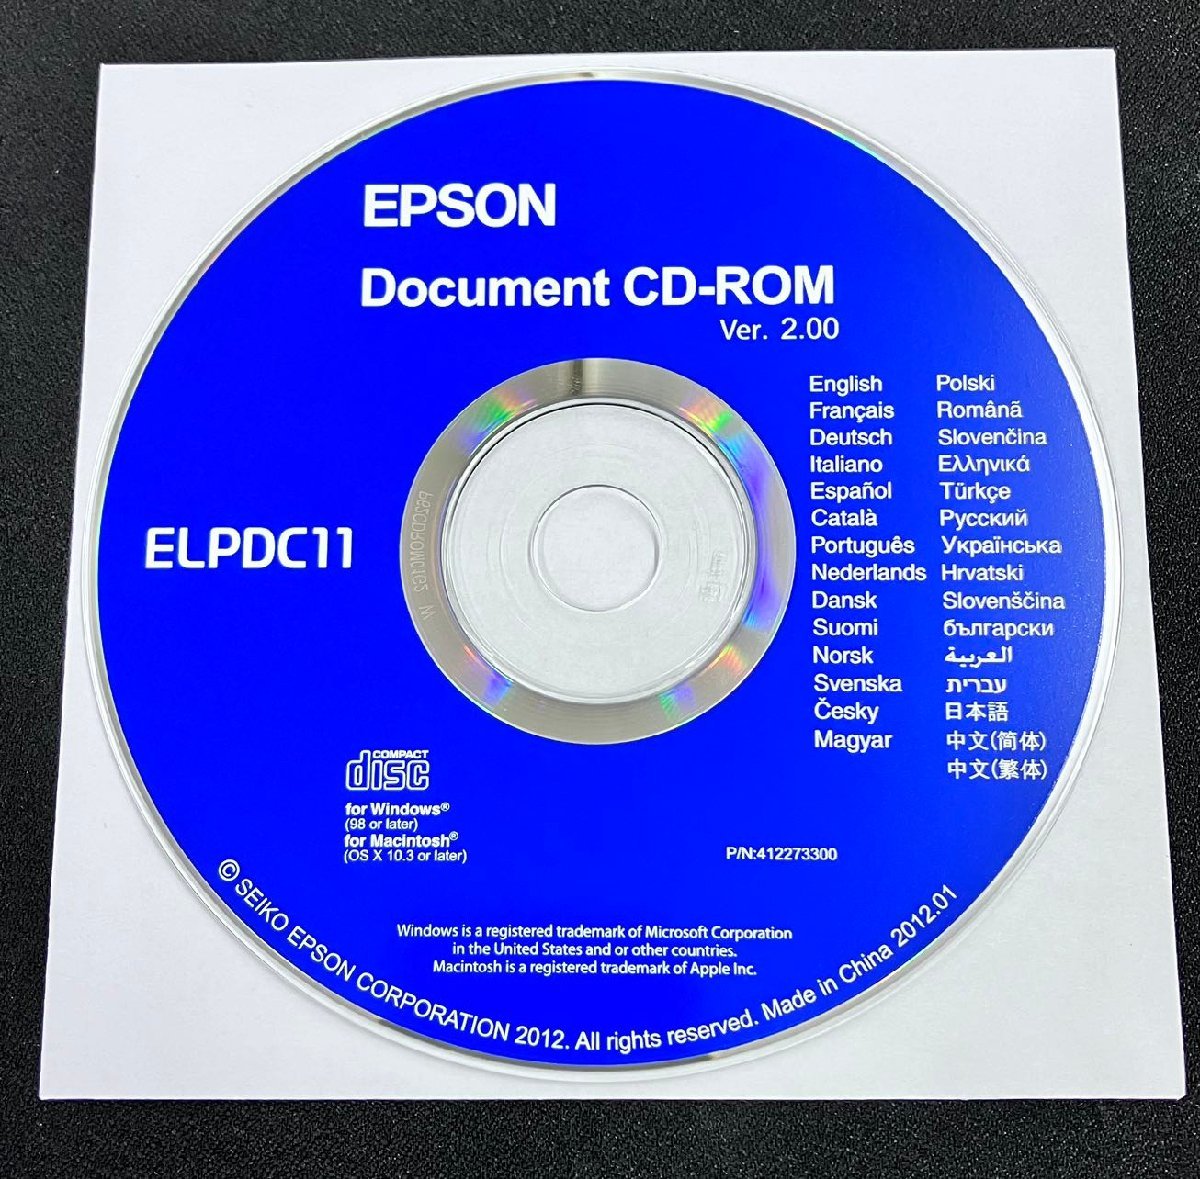 EPSON
Document CD-ROM
Ver. 2.00
English
Français
Deutsch
Italiano
Español
Català
Português
Nederlands
Dansk
Suomi
Norsk
Svenska
Česky
Magyar
Polski
Română
Slovenčina
Ελληνικά
Türkçe
Русский
Українська
Hrvatski
Slovenščina
български
العربية
עברית
日本語
中文(简体)
中文(繁体)
ELPDC11
COMPACT
disc
for Windows®
(98 or later)
for Macintosh®
(OS X 10.3 or later)
P/N:412273300
Windows is a registered trademark of Microsoft Corporation
in the United States and or other countries.
Macintosh is a registered trademark of Apple Inc.
© SEIKO EPSON CORPORATION 2012. All rights reserved. Made in China 2012.01